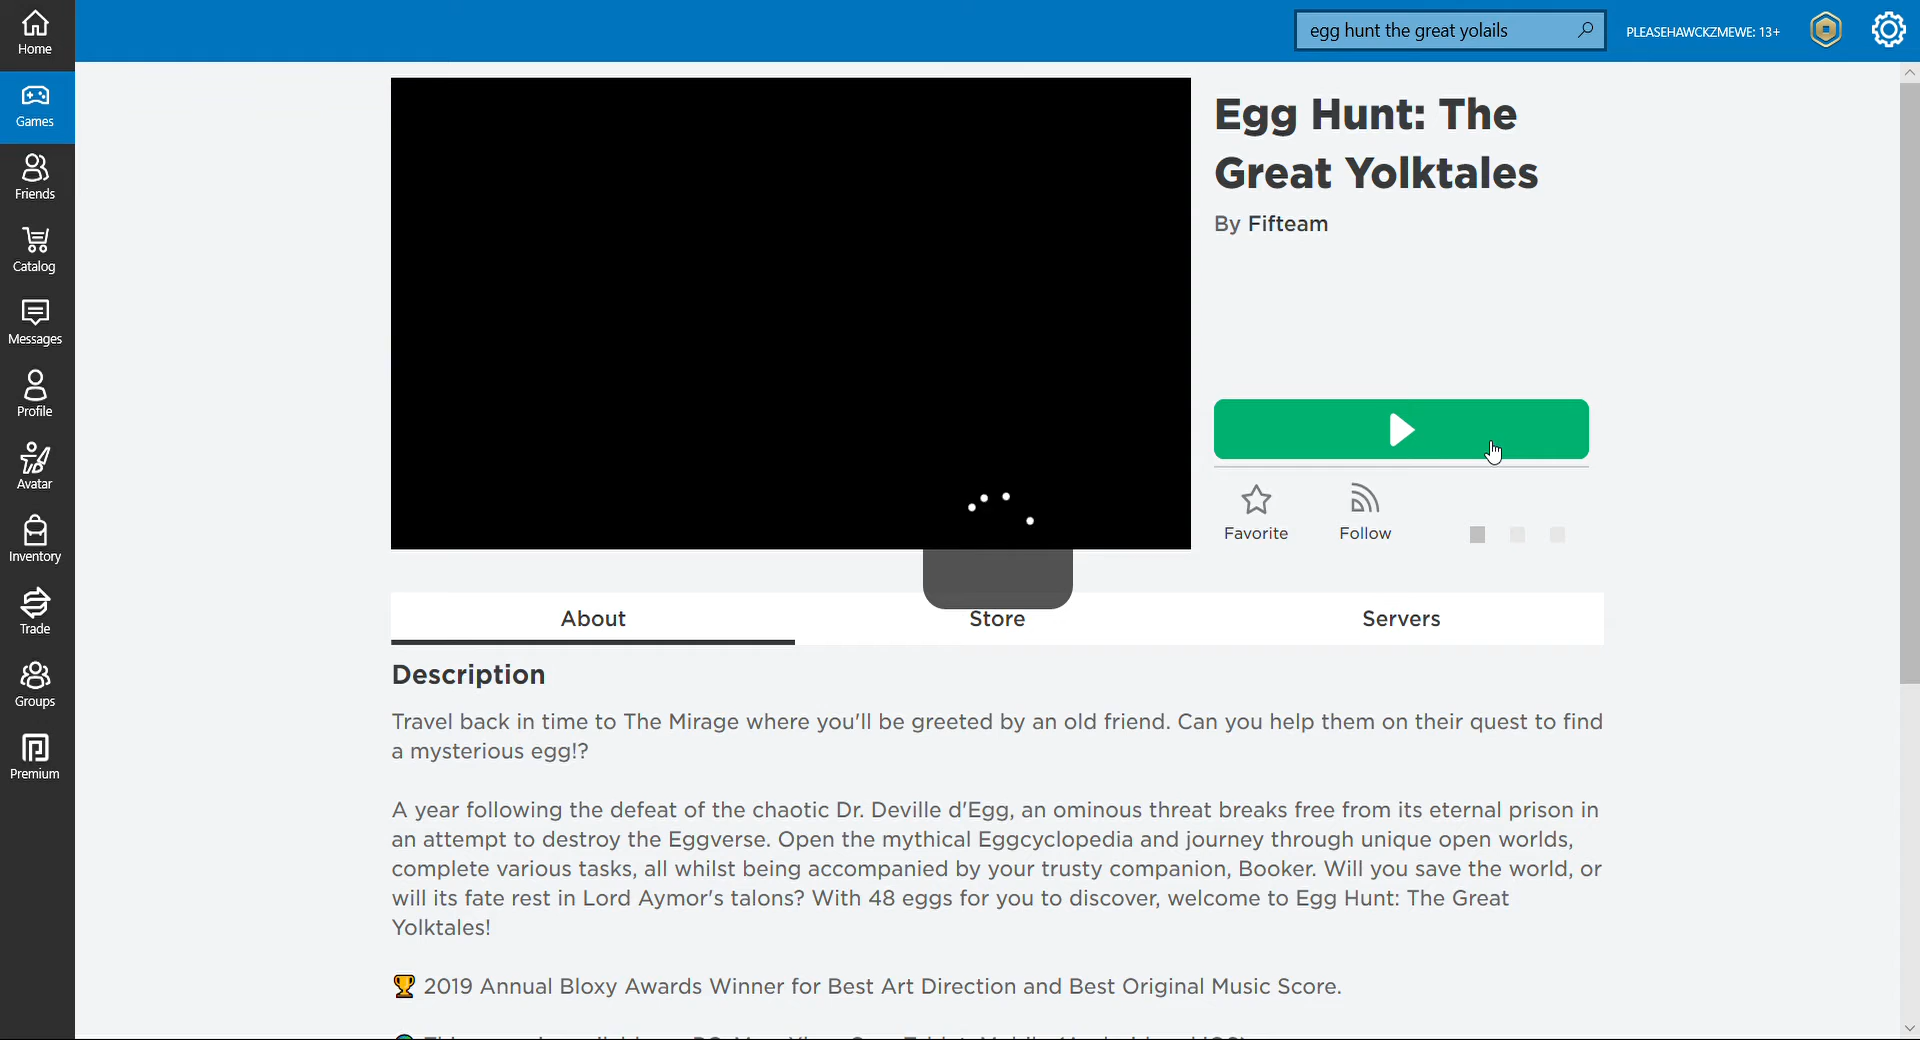 Home
Games
Friends
Catalog
Messages
Profile
Avatar
Inventory
Trade
Groups
Premium
egg hunt the great yolails
PLEASEHAWCKZMEWE: 13+
Egg Hunt: The
Great Yolktales
By Fifteam
Favorite
Follow
About
Store
Servers
Description
Travel back in time to The Mirage where you'll be greeted by an old friend. Can you help them on their quest to find
a mysterious egg!?
A year following the defeat of the chaotic Dr. Deville d'Egg, an ominous threat breaks free from its eternal prison in
an attempt to destroy the Eggverse. Open the mythical Eggcyclopedia and journey through unique open worlds,
complete various tasks, all whilst being accompanied by your trusty companion, Booker. Will you save the world, or
will its fate rest in Lord Aymor's talons? With 48 eggs for you to discover, welcome to Egg Hunt: The Great
Yolktales!
🏆 2019 Annual Bloxy Awards Winner for Best Art Direction and Best Original Music Score.